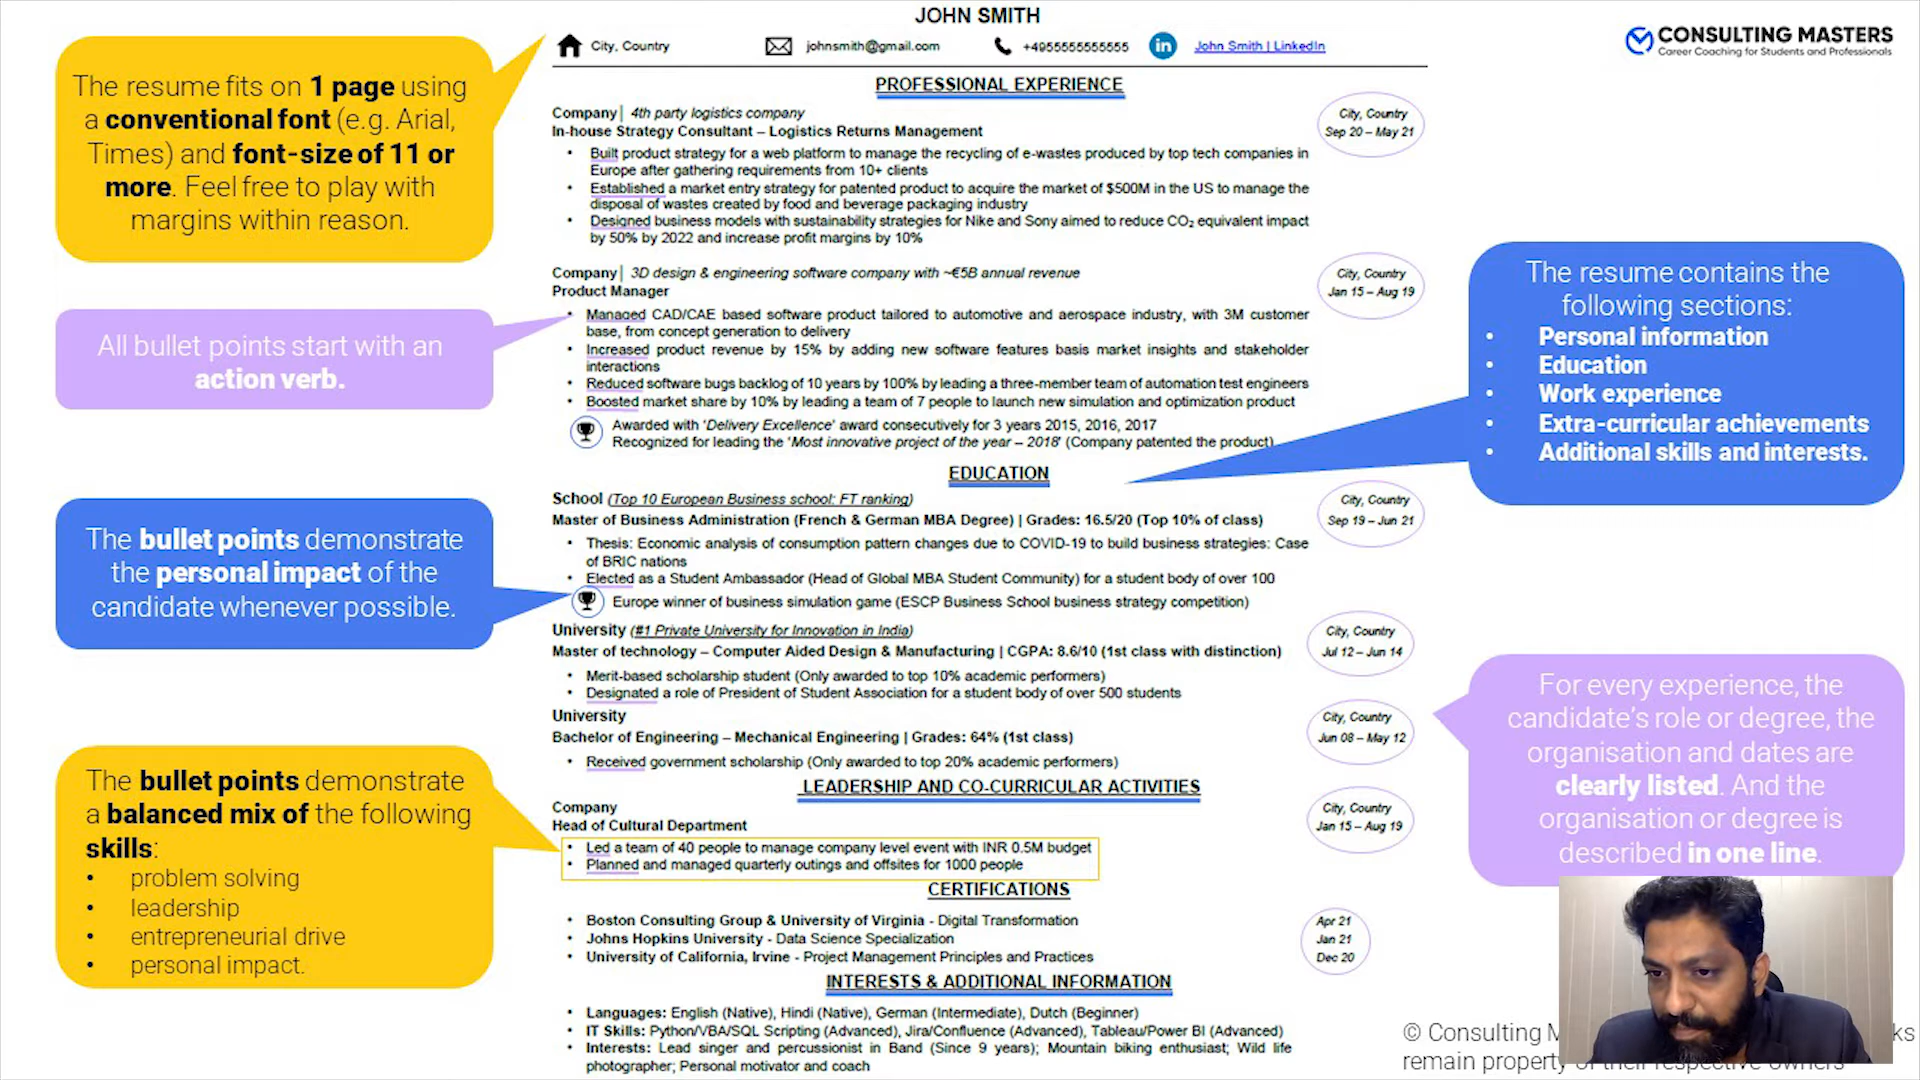 JOHN SMITH
City, Country
johnsmith@gmail.com
+4955555555555
in
John Smith | LinkedIn
CONSULTING MASTERS
Career Coaching for Students and Professionals
The resume fits on 1 page using
a conventional font (e.g. Arial,
Times) and font-size of 11 or
more. Feel free to play with
margins within reason.
All bullet points start with an
action verb.
The bullet points demonstrate
the personal impact of the
candidate whenever possible.
The bullet points demonstrate
a balanced mix of the following
skills:
• problem solving
• leadership
• entrepreneurial drive
• personal impact.
PROFESSIONAL EXPERIENCE
Company| 4th party logistics company
In-house Strategy Consultant – Logistics Returns Management
City, Country
Sep 20 – May 21
• Built product strategy for a web platform to manage the recycling of e-wastes produced by top tech companies in
Europe after gathering requirements from 10+ clients
• Established a market entry strategy for patented product to acquire the market of $500M in the US to manage the
disposal of wastes created by food and beverage packaging industry
• Designed business models with sustainability strategies for Nike and Sony aimed to reduce CO₂ equivalent impact
by 50% by 2022 and increase profit margins by 10%
Company| 3D design & engineering software company with ~€5B annual revenue
Product Manager
City, Country
Jan 15 – Aug 19
• Managed CAD/CAE based software product tailored to automotive and aerospace industry, with 3M customer
base, from concept generation to delivery
• Increased product revenue by 15% by adding new software features basis market insights and stakeholder
interactions
• Reduced software bugs backlog of 10 years by 100% by leading a three-member team of automation test engineers
• Boosted market share by 10% by leading a team of 7 people to launch new simulation and optimization product
Awarded with 'Delivery Excellence' award consecutively for 3 years 2015, 2016, 2017
Recognized for leading the 'Most innovative project of the year – 2018' (Company patented the product)
EDUCATION
School (Top 10 European Business school: FT ranking)
Master of Business Administration (French & German MBA Degree) | Grades: 16.5/20 (Top 10% of class)
City, Country
Sep 19 – Jun 21
• Thesis: Economic analysis of consumption pattern changes due to COVID-19 to build business strategies: Case
of BRIC nations
• Elected as a Student Ambassador (Head of Global MBA Student Community) for a student body of over 100
Europe winner of business simulation game (ESCP Business School business strategy competition)
University (#1 Private University for Innovation in India)
Master of technology – Computer Aided Design & Manufacturing | CGPA: 8.6/10 (1st class with distinction)
City, Country
Jul 12 – Jun 14
• Merit-based scholarship student (Only awarded to top 10% academic performers)
• Designated a role of President of Student Association for a student body of over 500 students
University
Bachelor of Engineering – Mechanical Engineering | Grades: 64% (1st class)
City, Country
Jun 08 – May 12
• Received government scholarship (Only awarded to top 20% academic performers)
LEADERSHIP AND CO-CURRICULAR ACTIVITIES
Company
Head of Cultural Department
City, Country
Jan 15 – Aug 19
• Led a team of 40 people to manage company level event with INR 0.5M budget
• Planned and managed quarterly outings and offsites for 1000 people
CERTIFICATIONS
• Boston Consulting Group & University of Virginia - Digital Transformation
Apr 21
• Johns Hopkins University - Data Science Specialization
Jan 21
• University of California, Irvine - Project Management Principles and Practices
Dec 20
INTERESTS & ADDITIONAL INFORMATION
• Languages: English (Native), Hindi (Native), German (Intermediate), Dutch (Beginner)
• IT Skills: Python/VBA/SQL Scripting (Advanced), Jira/Confluence (Advanced), Tableau/Power BI (Advanced)
• Interests: Lead singer and percussionist in Band (Since 9 years); Mountain biking enthusiast; Wild life
photographer; Personal motivator and coach
The resume contains the
following sections:
• Personal information
• Education
• Work experience
• Extra-curricular achievements
• Additional skills and interests.
For every experience, the
candidate's role or degree, the
organisation and dates are
clearly listed. And the
organisation or degree is
described in one line.
© Consulting
remain property of their respective owners